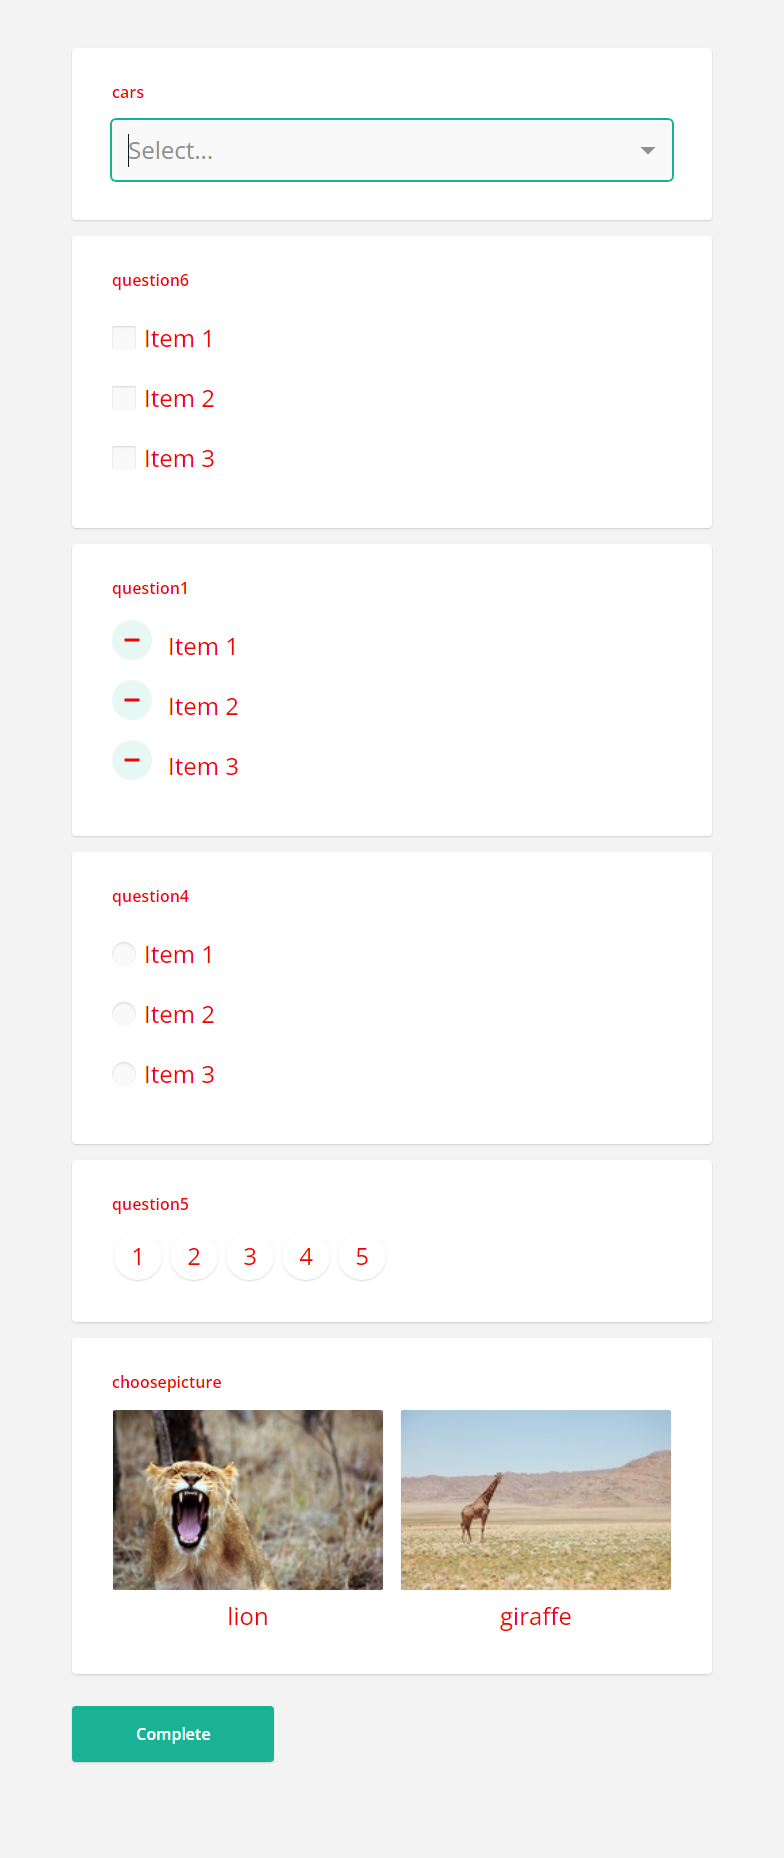 cars
Select...
question6
Item 1
Item 2
Item 3
question1
Item 1
Item 2
Item 3
question4
Item 1
Item 2
Item 3
question5
1 2 3 4 5
choosepicture
lion giraffe
Complete